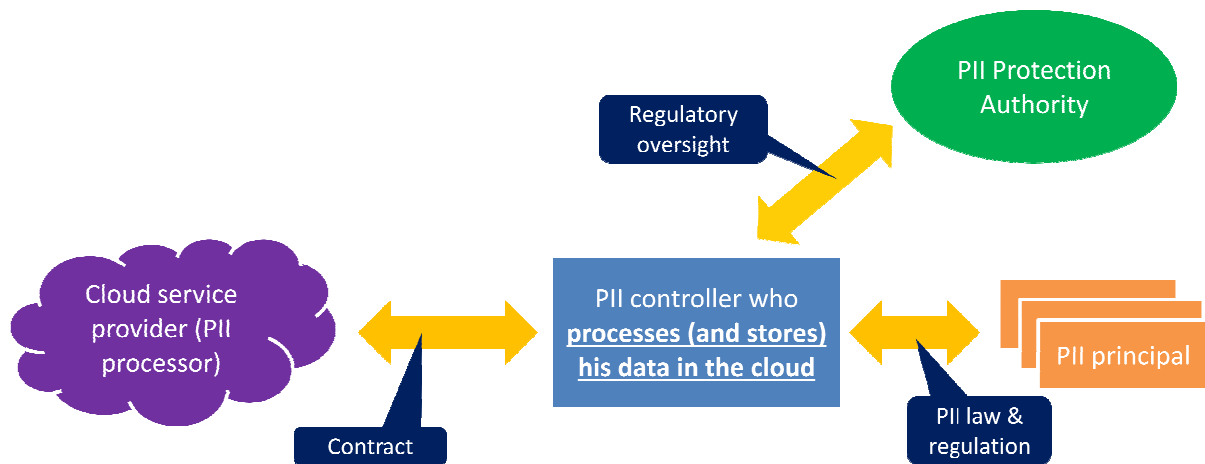 PII Protection
Authority
Regulatory
oversight
Cloud service
provider (PII
processor)
PII controller who
processes (and stores)
his data in the cloud
PII principal
Contract
PII law &
regulation